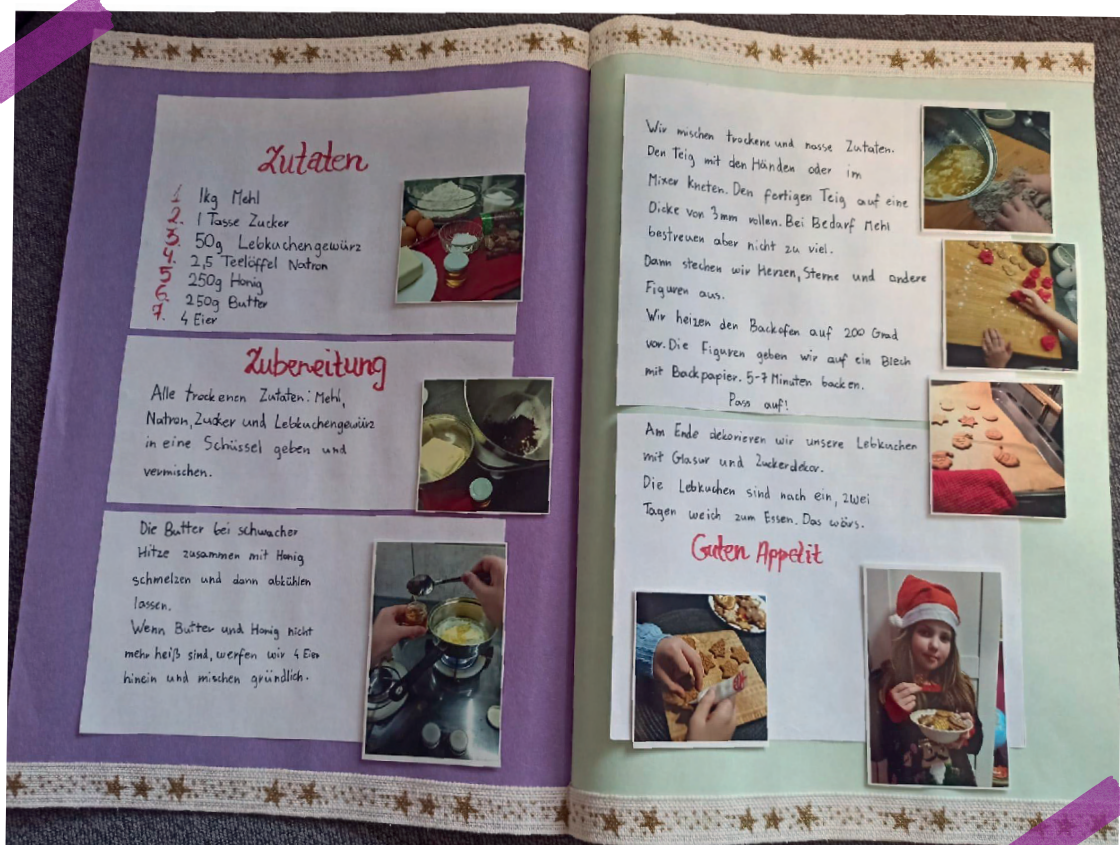 Zutaten
1. 1kg Mehl
2. 1 Tasse Zucker
3. 50g Lebkuchengewürz
4. 2,5 Teelöffel Natron
5. 250g Honig
6. 250g Butter
7. 4 Eier
Zubereitung
Alle trockenen Zutaten: Mehl,
Natron, Zucker und Lebkuchengewürz
in eine Schüssel geben und
vermischen.
Die Butter bei schwacher
Hitze zusammen mit Honig
schmelzen und dann abkühlen
lassen.
Wenn Butter und Honig nicht
mehr heiß sind, werfen wir 4 Eier
hinein und mischen gründlich.
Wir mischen trockene und nasse Zutaten.
Den Teig mit den Händen oder im
Mixer kneten. Den fertigen Teig auf eine
Dicke von 3mm rollen. Bei Bedarf Mehl
bestreuen aber nicht zu viel.
Dann stechen wir Herzen, Sterne und andere
Figuren aus.
Wir heizen den Backofen auf 200 Grad
vor. Die Figuren geben wir auf ein Blech
mit Backpapier. 5-7 Minuten backen.
Pass auf!
Am Ende dekorieren wir unsere Lebkuchen
mit Glasur und Zuckerdekor.
Die Lebkuchen sind nach ein, zwei
Tagen weich zum Essen. Das wärs.
Guten Appetit